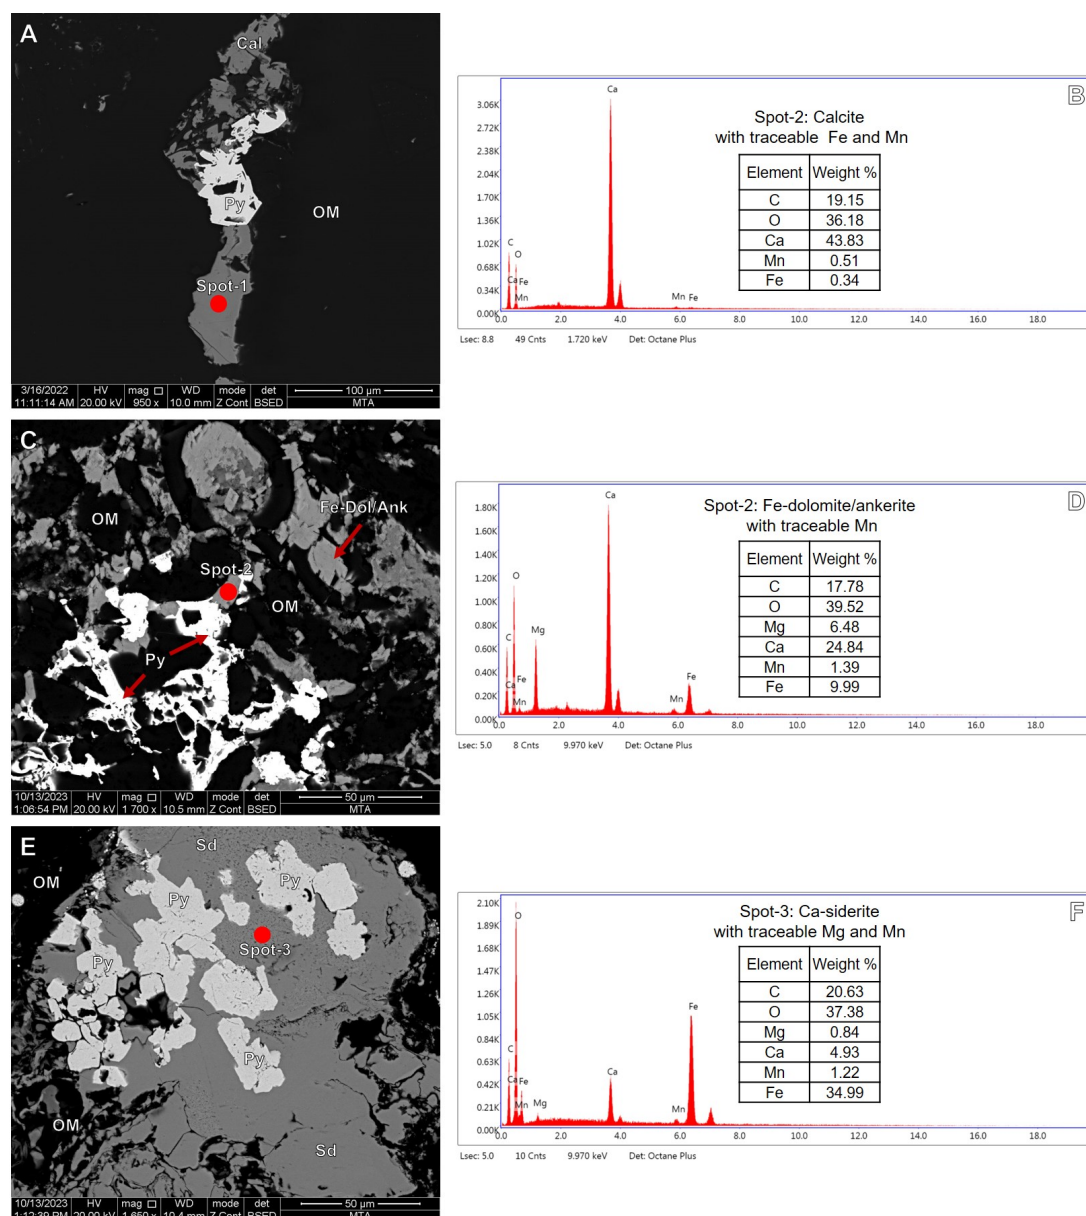 A
Cal
Py
OM
Spot-1
3/16/2022 HV mag □ WD mode det 100 µm
11:11:14 AM 20.00 kV 950 x 10.0 mm Z Cont BSED MTA
B
Spot-2: Calcite
with traceable Fe and Mn
Element Weight %
C 19.15
O 36.18
Ca 43.83
Mn 0.51
Fe 0.34
Ca
C
O
Ca Fe
Mn
Mn Fe
3.06K
2.72K
2.38K
2.04K
1.70K
1.36K
1.02K
0.68K
0.34K
0.00K
0.0 2.0 4.0 6.0 8.0 10.0 12.0 14.0 16.0 18.0
Lsec: 8.8 49 Cnts 1.720 keV Det: Octane Plus
C
OM
Fe-Dol/Ank
Spot-2
OM
Py
10/13/2023 HV mag □ WD mode det 50 µm
1:06:54 PM 20.00 kV 1 700 x 10.5 mm Z Cont BSED MTA
D
Spot-2: Fe-dolomite/ankerite
with traceable Mn
Element Weight %
C 17.78
O 39.52
Mg 6.48
Ca 24.84
Mn 1.39
Fe 9.99
Ca
O
C
Mg
Ca Fe
Mn
Mn
Fe
1.80K
1.60K
1.40K
1.20K
1.00K
0.80K
0.60K
0.40K
0.20K
0.00K
0.0 2.0 4.0 6.0 8.0 10.0 12.0 14.0 16.0 18.0
Lsec: 5.0 8 Cnts 9.970 keV Det: Octane Plus
E
Sd
OM
Py
Py
Spot-3
Py
Py
OM
Sd
10/13/2023 HV mag □ WD mode det 50 µm
1:12:39 PM 20.00 kV 1 650 x 10.4 mm Z Cont BSED MTA
F
Spot-3: Ca-siderite
with traceable Mg and Mn
Element Weight %
C 20.63
O 37.38
Mg 0.84
Ca 4.93
Mn 1.22
Fe 34.99
O
C
Ca Fe
Mn
Mg
Ca
Mn
Fe
2.10K
1.89K
1.68K
1.47K
1.26K
1.05K
0.84K
0.63K
0.42K
0.21K
0.00K
0.0 2.0 4.0 6.0 8.0 10.0 12.0 14.0 16.0 18.0
Lsec: 5.0 10 Cnts 9.970 keV Det: Octane Plus